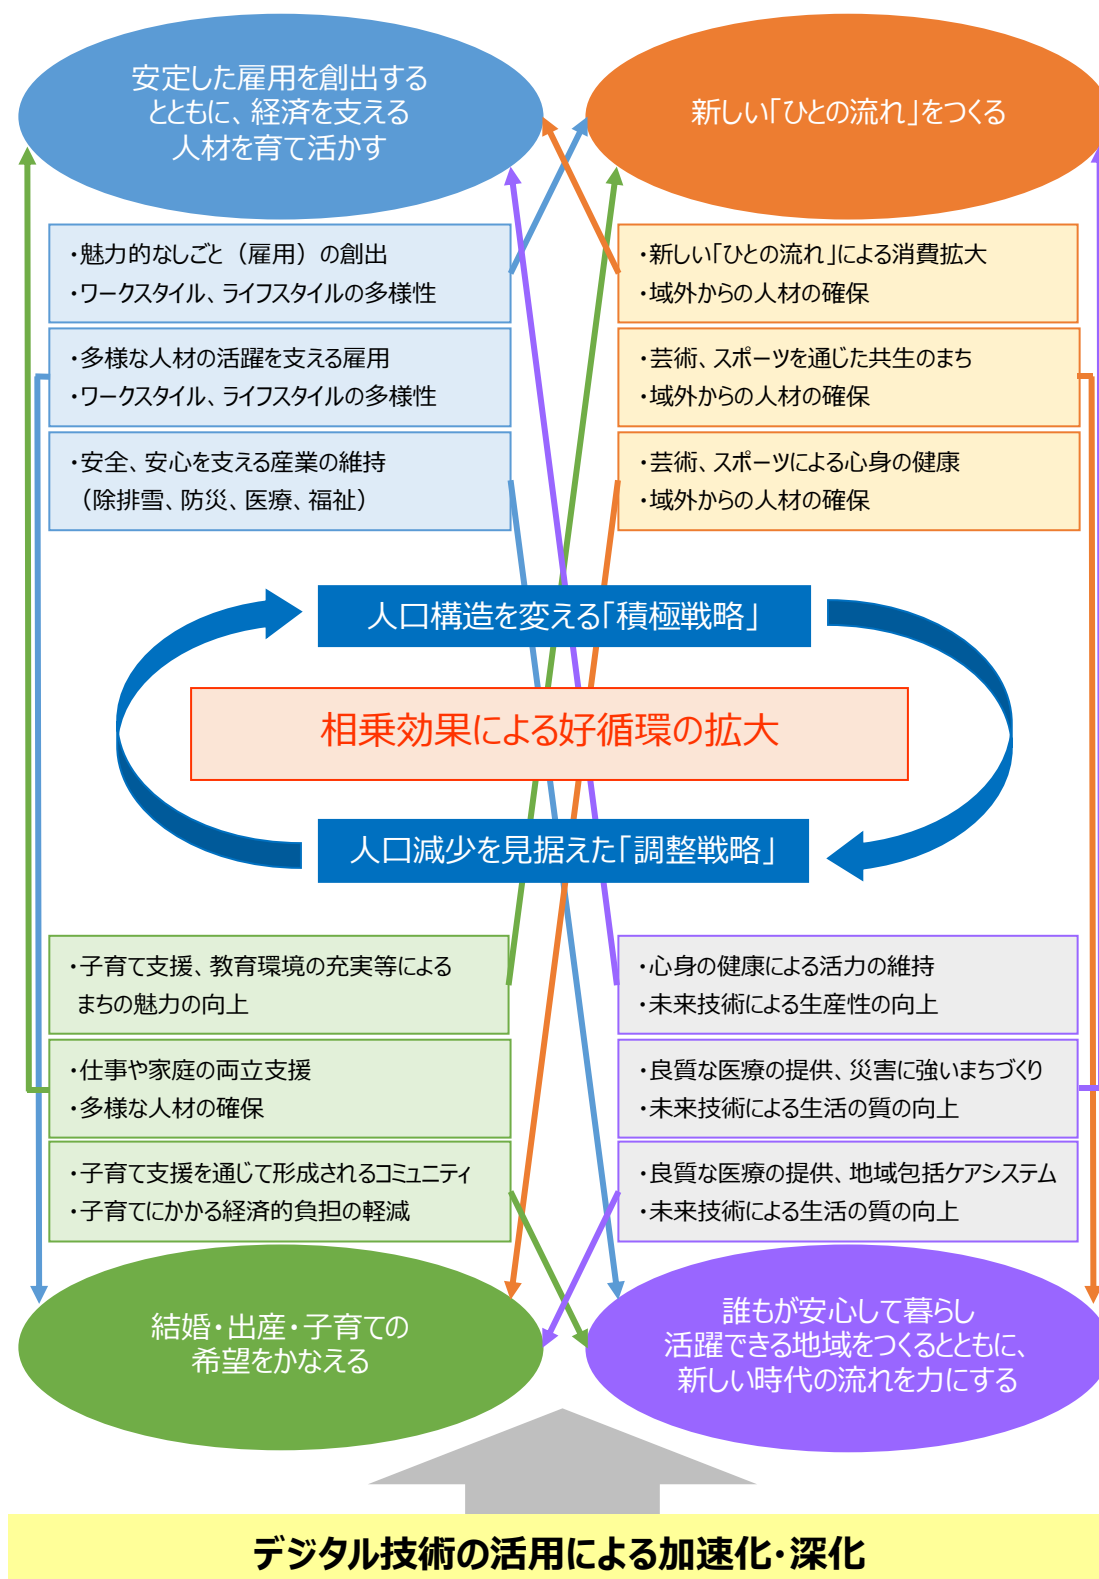 安定した雇用を創出する
とともに、経済を支える
人材を育て活かす
新しい「ひとの流れ」をつくる
・魅力的なしごと（雇用）の創出
・ワークスタイル、ライフスタイルの多様性
・多様な人材の活躍を支える雇用
・ワークスタイル、ライフスタイルの多様性
・安全、安心を支える産業の維持
（除排雪、防災、医療、福祉）
・新しい「ひとの流れ」による消費拡大
・域外からの人材の確保
・芸術、スポーツを通じた共生のまち
・域外からの人材の確保
・芸術、スポーツによる心身の健康
・域外からの人材の確保
人口構造を変える「積極戦略」
相乗効果による好循環の拡大
人口減少を見据えた「調整戦略」
・子育て支援、教育環境の充実等による
まちの魅力の向上
・仕事や家庭の両立支援
・多様な人材の確保
・子育て支援を通じて形成されるコミュニティ
・子育てにかかる経済的負担の軽減
・心身の健康による活力の維持
・未来技術による生産性の向上
・良質な医療の提供、災害に強いまちづくり
・未来技術による生活の質の向上
・良質な医療の提供、地域包括ケアシステム
・未来技術による生活の質の向上
結婚・出産・子育ての
希望をかなえる
誰もが安心して暮らし
活躍できる地域をつくるとともに、
新しい時代の流れを力にする
デジタル技術の活用による加速化・深化